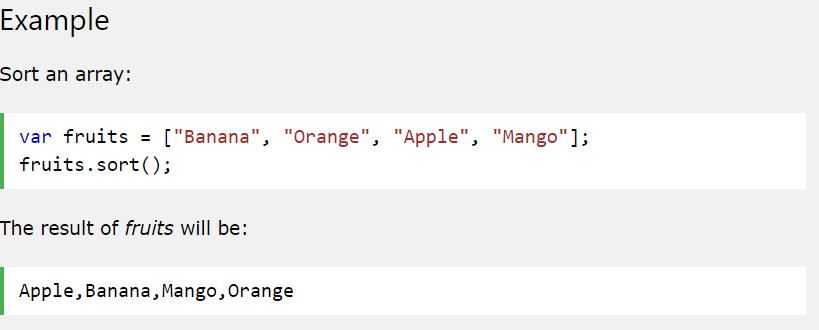 Example
Sort an array:
var fruits = ["Banana", "Orange", "Apple", "Mango"];
fruits.sort();
The result of fruits will be:
Apple,Banana,Mango,Orange